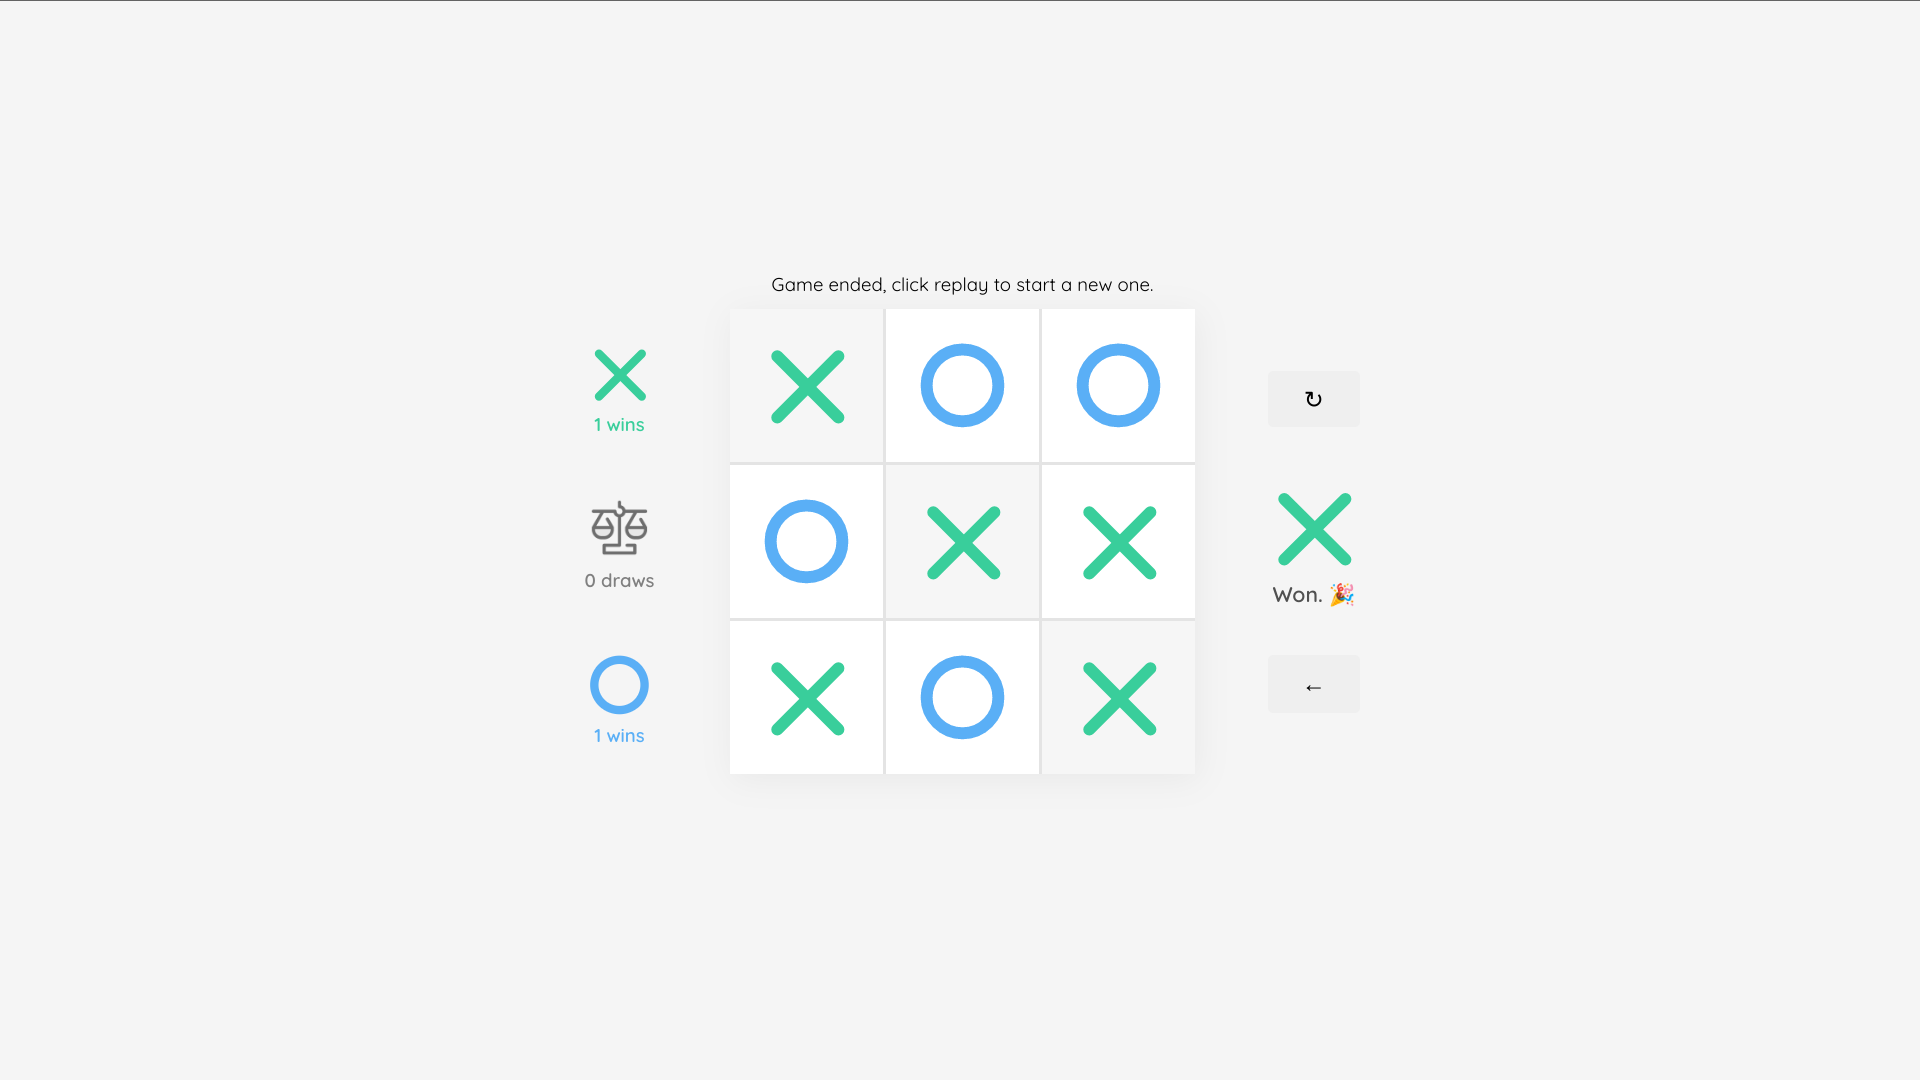 Game ended, click replay to start a new one.
1 wins
0 draws
1 wins
↻
Won. 🎉
←